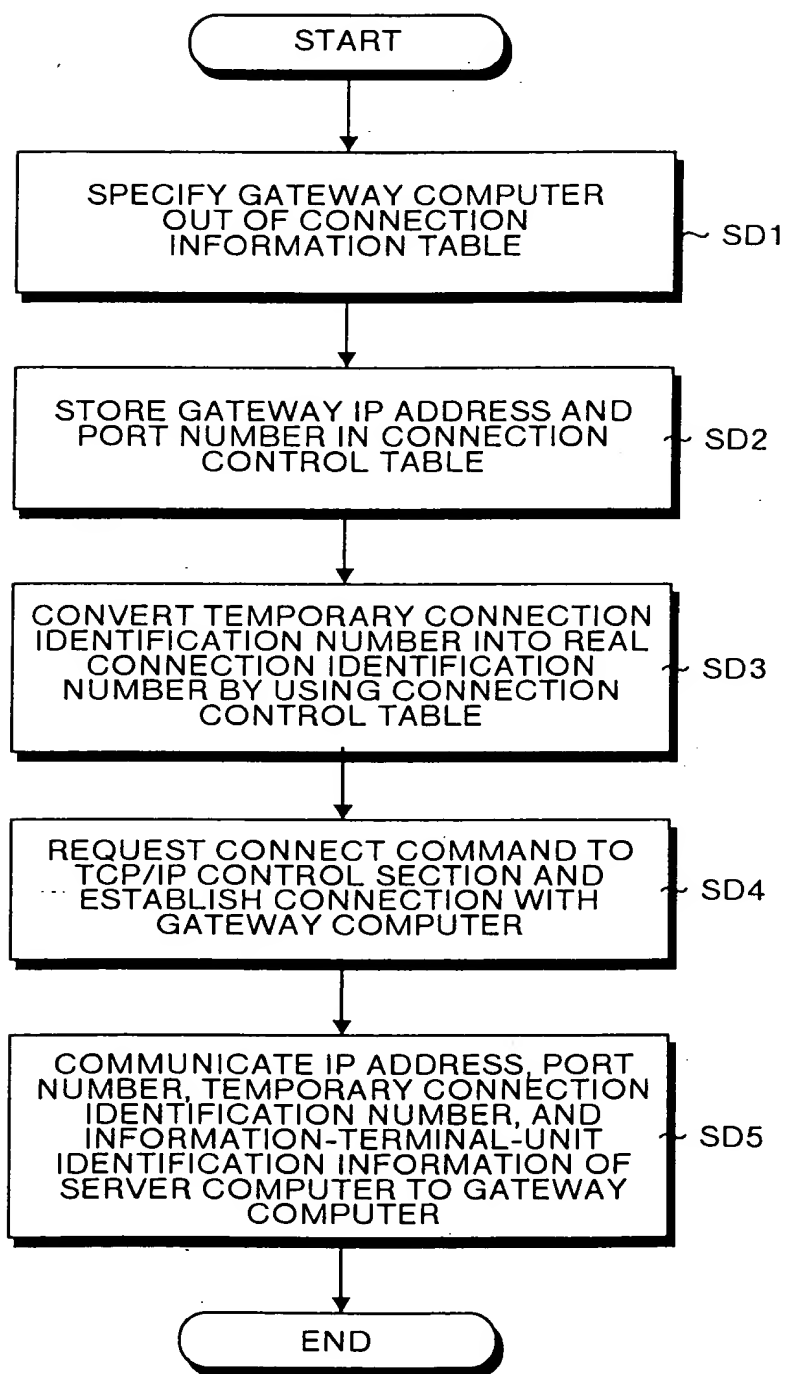 START
SPECIFY GATEWAY COMPUTER
OUT OF CONNECTION
INFORMATION TABLE
SD1
STORE GATEWAY IP ADDRESS AND
PORT NUMBER IN CONNECTION
CONTROL TABLE
SD2
CONVERT TEMPORARY CONNECTION
IDENTIFICATION NUMBER INTO REAL
CONNECTION IDENTIFICATION
NUMBER BY USING CONNECTION
CONTROL TABLE
SD3
REQUEST CONNECT COMMAND TO
TCP/IP CONTROL SECTION AND
ESTABLISH CONNECTION WITH
GATEWAY COMPUTER
SD4
COMMUNICATE IP ADDRESS, PORT
NUMBER, TEMPORARY CONNECTION
IDENTIFICATION NUMBER, AND
INFORMATION-TERMINAL-UNIT
IDENTIFICATION INFORMATION OF
SERVER COMPUTER TO GATEWAY
COMPUTER
SD5
END